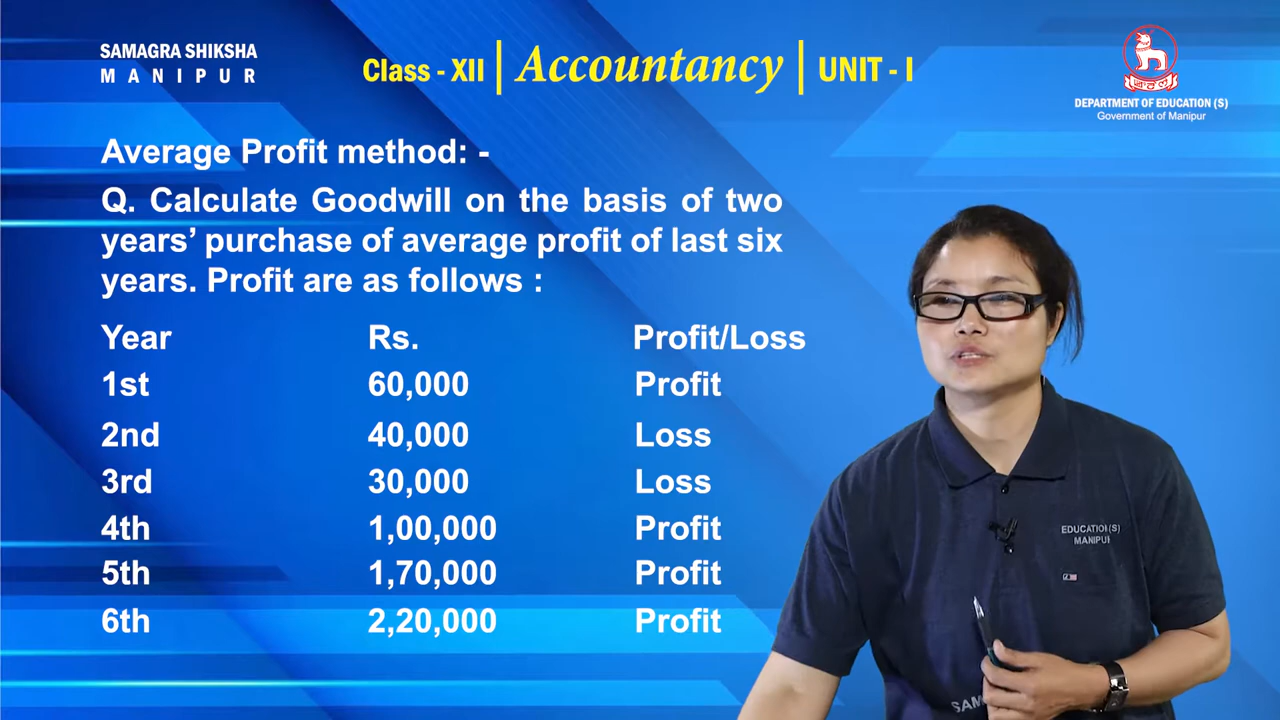 SAMAGRA SHIKSHA
MANIPUR
Class - XII | Accountancy | UNIT - I
DEPARTMENT OF EDUCATION (S)
Government of Manipur
Average Profit method: -
Q. Calculate Goodwill on the basis of two
years’ purchase of average profit of last six
years. Profit are as follows :
Year Rs. Profit/Loss
1st 60,000 Profit
2nd 40,000 Loss
3rd 30,000 Loss
4th 1,00,000 Profit
5th 1,70,000 Profit
6th 2,20,000 Profit
EDUCATION (S)
MANIPUR